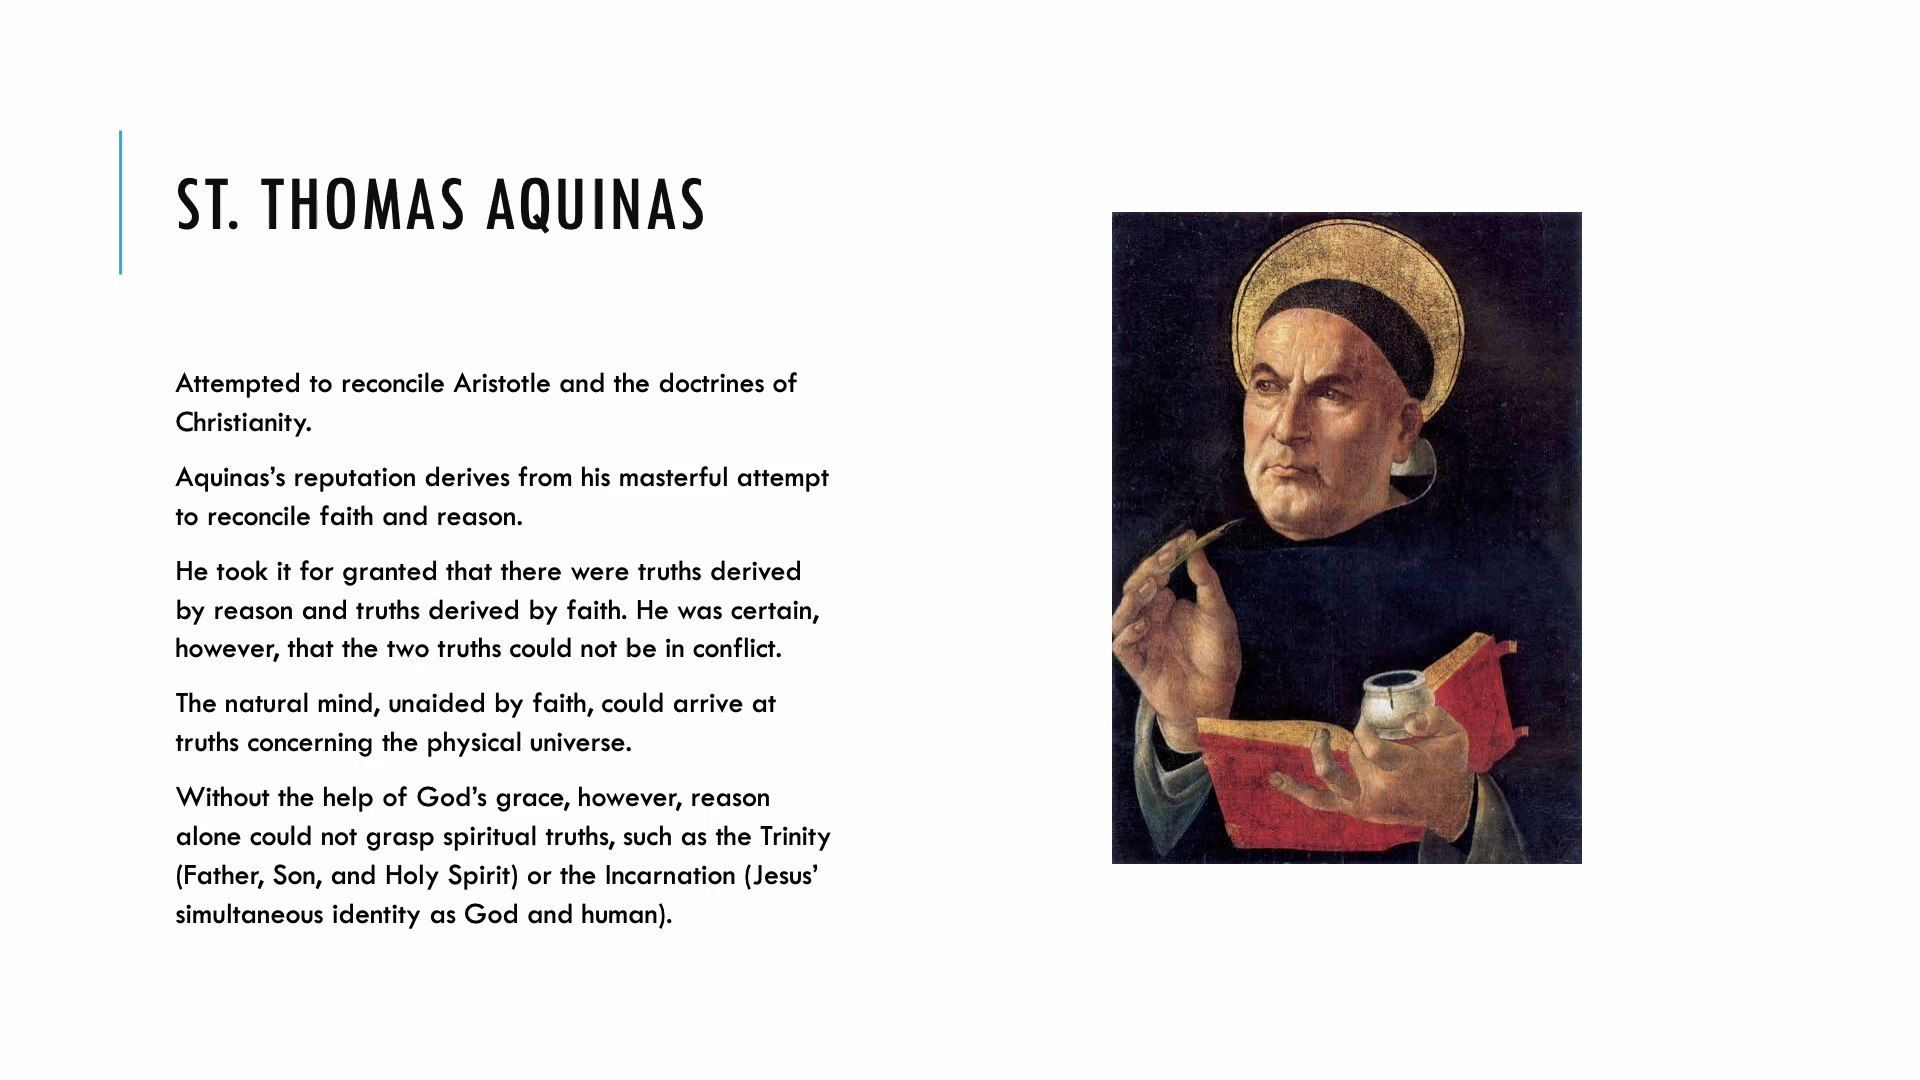 ST. THOMAS AQUINAS
Attempted to reconcile Aristotle and the doctrines of
Christianity.
Aquinas’s reputation derives from his masterful attempt
to reconcile faith and reason.
He took it for granted that there were truths derived
by reason and truths derived by faith. He was certain,
however, that the two truths could not be in conflict.
The natural mind, unaided by faith, could arrive at
truths concerning the physical universe.
Without the help of God’s grace, however, reason
alone could not grasp spiritual truths, such as the Trinity
(Father, Son, and Holy Spirit) or the Incarnation (Jesus’
simultaneous identity as God and human).